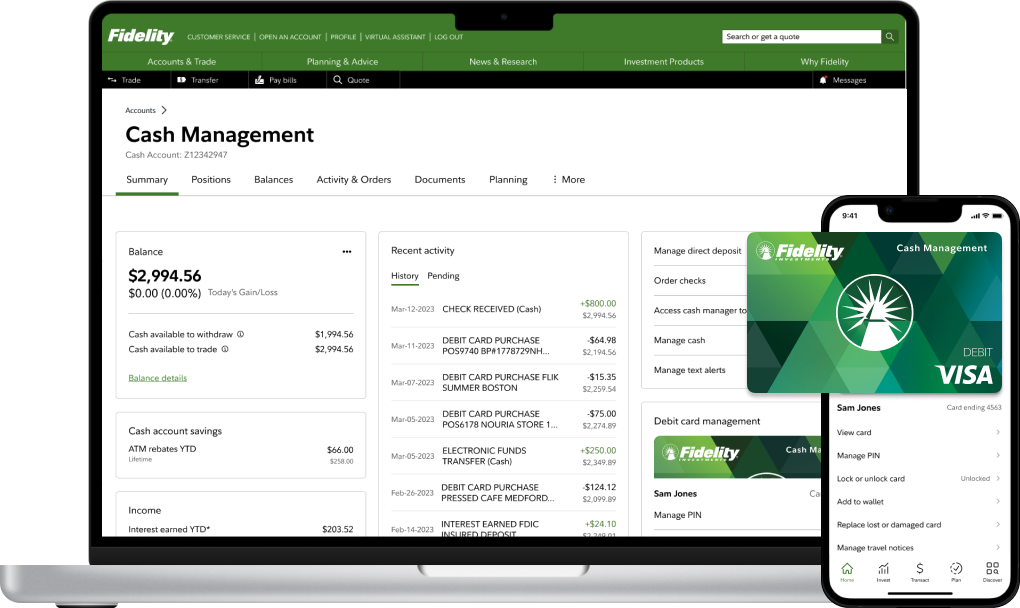 Fidelity
CUSTOMER SERVICE | OPEN AN ACCOUNT | PROFILE | VIRTUAL ASSISTANT | LOG OUT
Search or get a quote
Accounts & Trade
Planning & Advice
News & Research
Investment Products
Why Fidelity
Trade
Transfer
Pay bills
Quote
Messages
Accounts
Cash Management
Cash Account: Z12342947
Summary
Positions
Balances
Activity & Orders
Documents
Planning
More
Balance
$2,994.56
$0.00 (0.00%) Today's Gain/Loss
Cash available to withdraw $1,994.56
Cash available to trade $2,994.56
Balance details
Cash account savings
ATM rebates YTD $66.00
Lifetime $258.00
Income
Interest earned YTD* $203.52
Recent activity
History Pending
Mar-12-2023 CHECK RECEIVED (Cash) +$800.00
$2,994.56
Mar-11-2023 DEBIT CARD PURCHASE -$64.98
POS9740 BP#1778729NH... $2,194.56
Mar-07-2023 DEBIT CARD PURCHASE FLIK -$15.35
SUMMER BOSTON $2,259.54
Mar-05-2023 DEBIT CARD PURCHASE -$75.00
POS6178 NOURIA STORE 1... $2,274.89
Mar-05-2023 ELECTRONIC FUNDS +$250.00
TRANSFER (Cash) $2,349.89
Feb-26-2023 DEBIT CARD PURCHASE -$124.12
PRESSED CAFE MEDFORD... $2,099.89
Feb-14-2023 INTEREST EARNED FDIC +$24.10
INSURED DEPOSIT
Manage direct deposit
Order checks
Access cash manager to
Manage cash
Manage text alerts
Debit card management
Fidelity
INVESTMENTS
Cash Ma
Sam Jones
Manage PIN
9:41
Fidelity
INVESTMENTS
Cash Management
DEBIT
VISA
Sam Jones Card ending 4563
View card
Manage PIN
Lock or unlock card Unlocked
Add to wallet
Replace lost or damaged card
Manage travel notices
Home
Invest
Transact
Plan
Discover